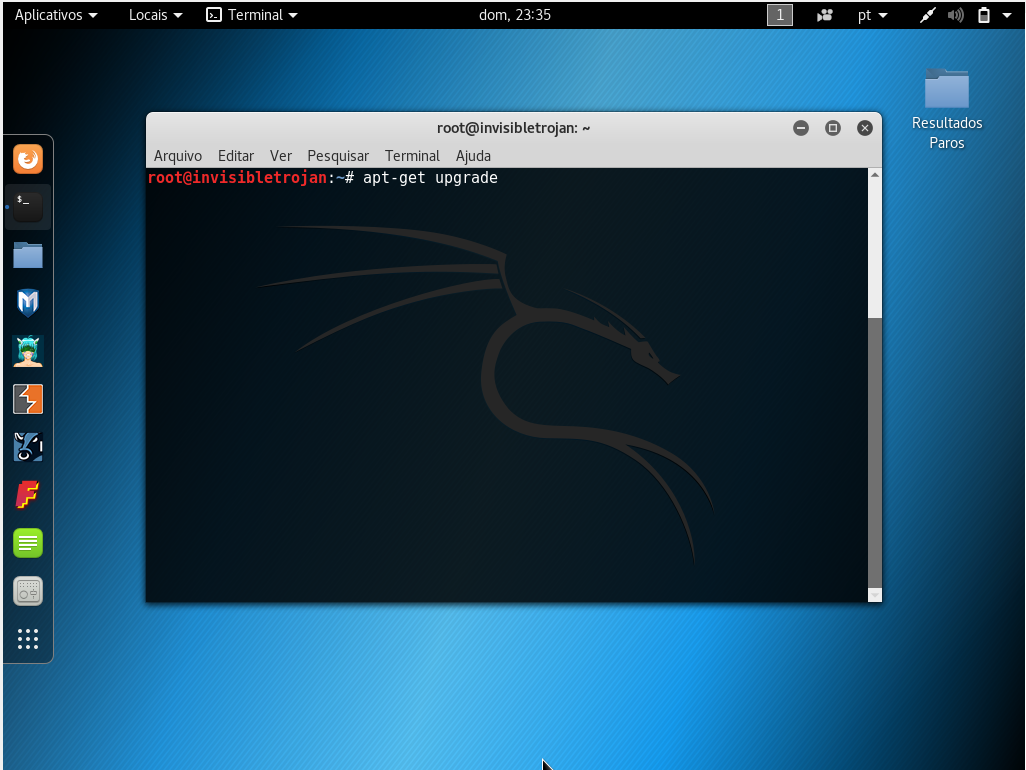 Aplicativos Locais Terminal dom, 23:35 1 pt
Resultados
Paros
root@invisibletrojan: ~
Arquivo Editar Ver Pesquisar Terminal Ajuda
root@invisibletrojan:~# apt-get upgrade
$_